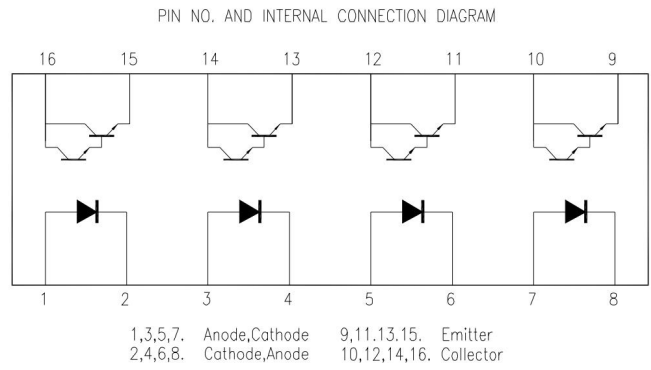 PIN NO. AND INTERNAL CONNECTION DIAGRAM
16 15 14 13 12 11 10 9
1 2 3 4 5 6 7 8
1,3,5,7. Anode,Cathode 9,11.13.15. Emitter
2,4,6,8. Cathode,Anode 10,12,14,16. Collector